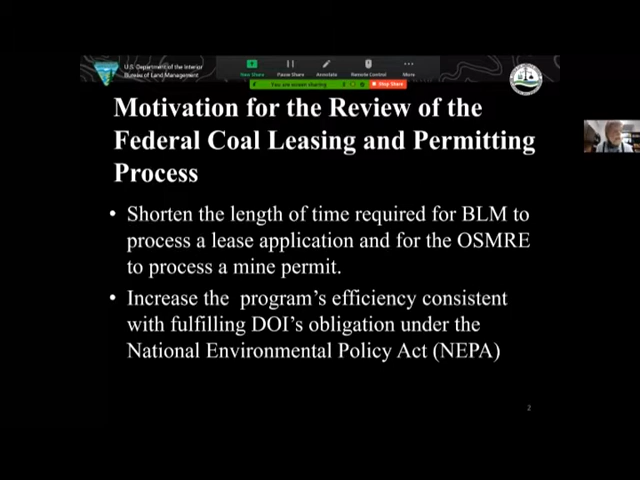 U.S. Department of the Interior
Bureau of Land Management
New Share Pause Share Annotate Remote Control More
You are screen sharing Stop Share
Motivation for the Review of the
Federal Coal Leasing and Permitting
Process
• Shorten the length of time required for BLM to
process a lease application and for the OSMRE
to process a mine permit.
• Increase the program's efficiency consistent
with fulfilling DOI's obligation under the
National Environmental Policy Act (NEPA)
2